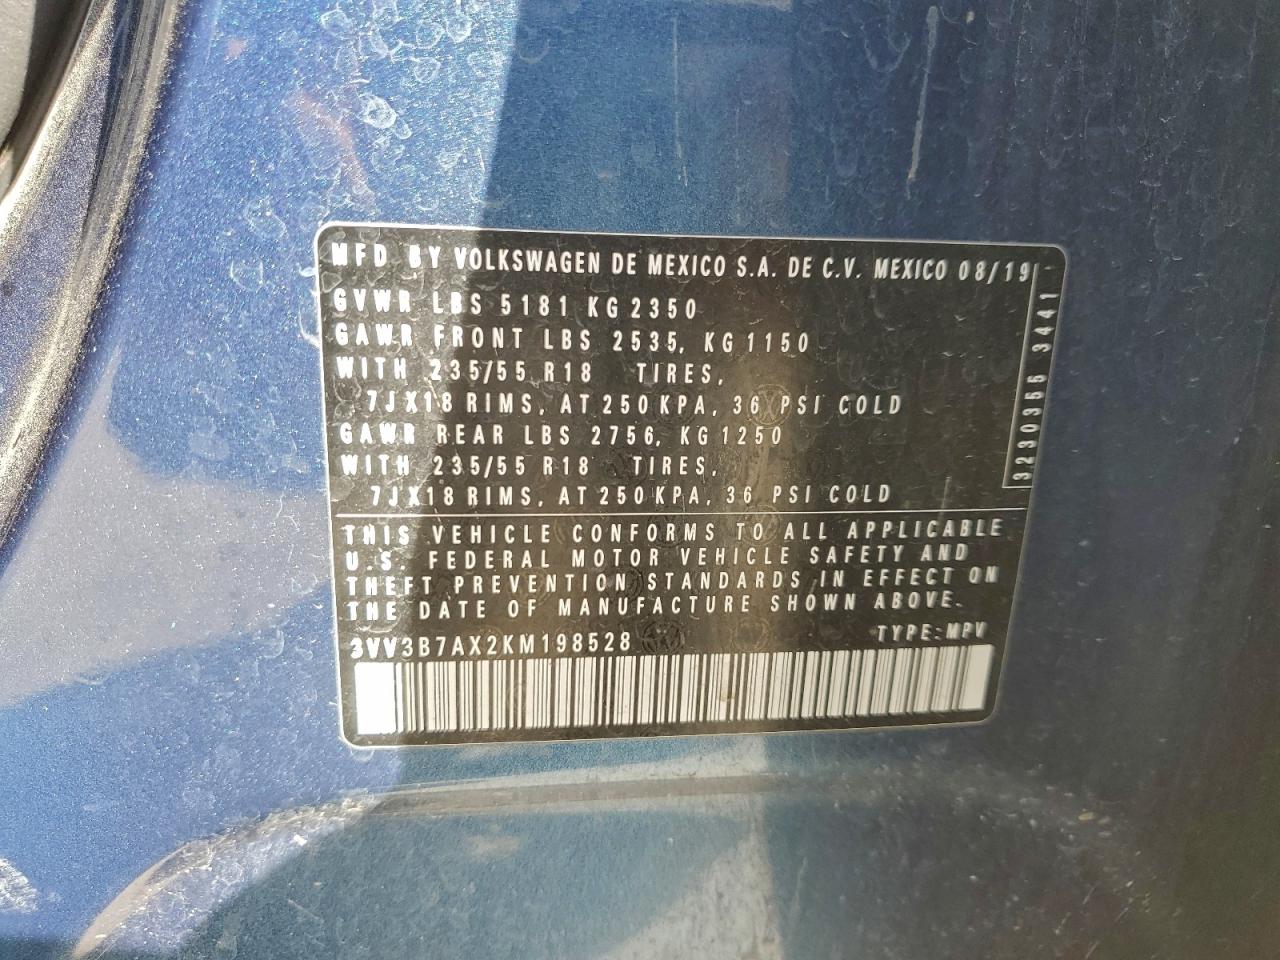 MFD BY VOLKSWAGEN DE MEXICO S.A. DE C.V. MEXICO 08/19
GVWR LBS 5181 KG 2350
GAWR FRONT LBS 2535, KG 1150
WITH 235/55 R18 TIRES,
7JX18 RIMS, AT 250 KPA, 36 PSI COLD
GAWR REAR LBS 2756, KG 1250
WITH 235/55 R18 TIRES,
7JX18 RIMS, AT 250 KPA, 36 PSI COLD
3230355 3441
THIS VEHICLE CONFORMS TO ALL APPLICABLE
U.S. FEDERAL MOTOR VEHICLE SAFETY AND
THEFT PREVENTION STANDARDS IN EFFECT ON
THE DATE OF MANUFACTURE SHOWN ABOVE.
3VV3B7AX2KM198528 TYPE:MPV